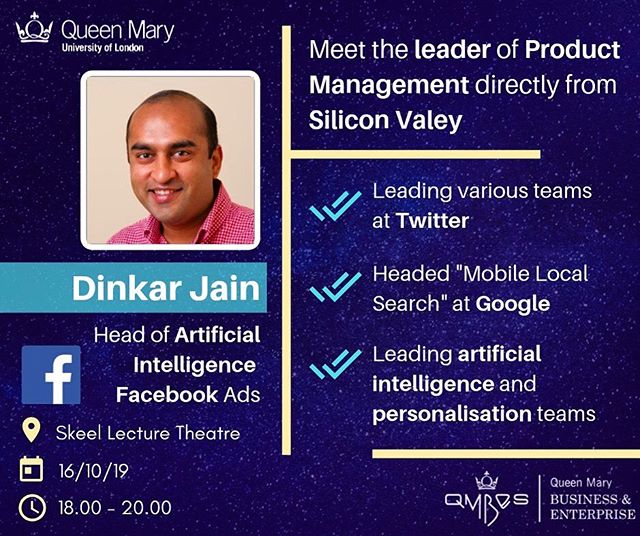 Queen Mary
University of London
Meet the leader of Product
Management directly from
Silicon Valey
Leading various teams
at Twitter
Headed "Mobile Local
Search" at Google
Leading artificial
intelligence and
personalisation teams
Dinkar Jain
Head of Artificial
Intelligence
Facebook Ads
f
Skeel Lecture Theatre
16/10/19
18.00 - 20.00
QMBES
Queen Mary
BUSINESS &
ENTERPRISE